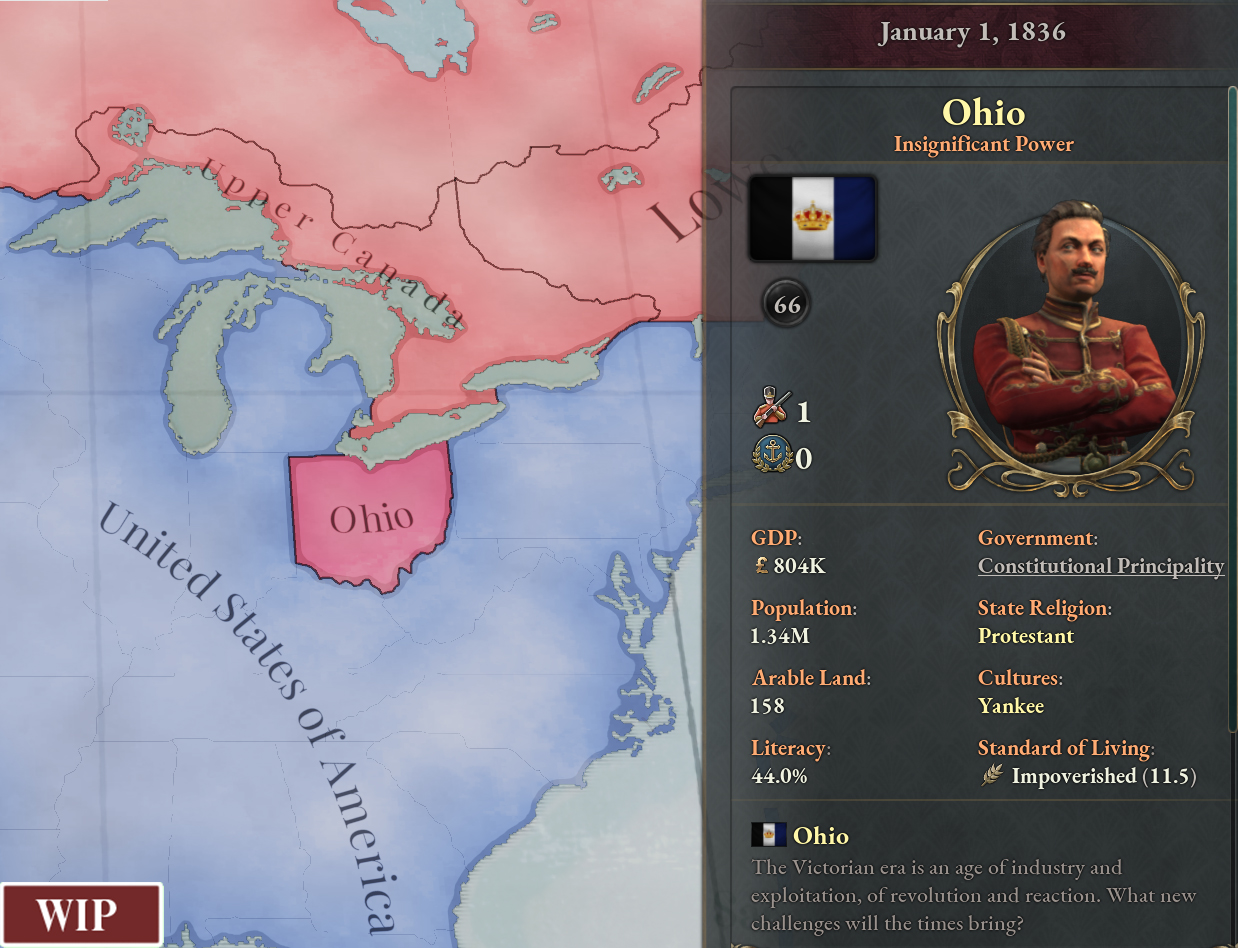 January 1, 1836
Ohio
Insignificant Power
66
1
0
GDP:
£ 804K
Government:
Constitutional Principality
Population:
1.34M
State Religion:
Protestant
Arable Land:
158
Cultures:
Yankee
Literacy:
44.0%
Standard of Living:
Impoverished (11.5)
Ohio
The Victorian era is an age of industry and
exploitation, of revolution and reaction. What new
challenges will the times bring?
Upper Canada
Lower
Ohio
United States of America
WIP